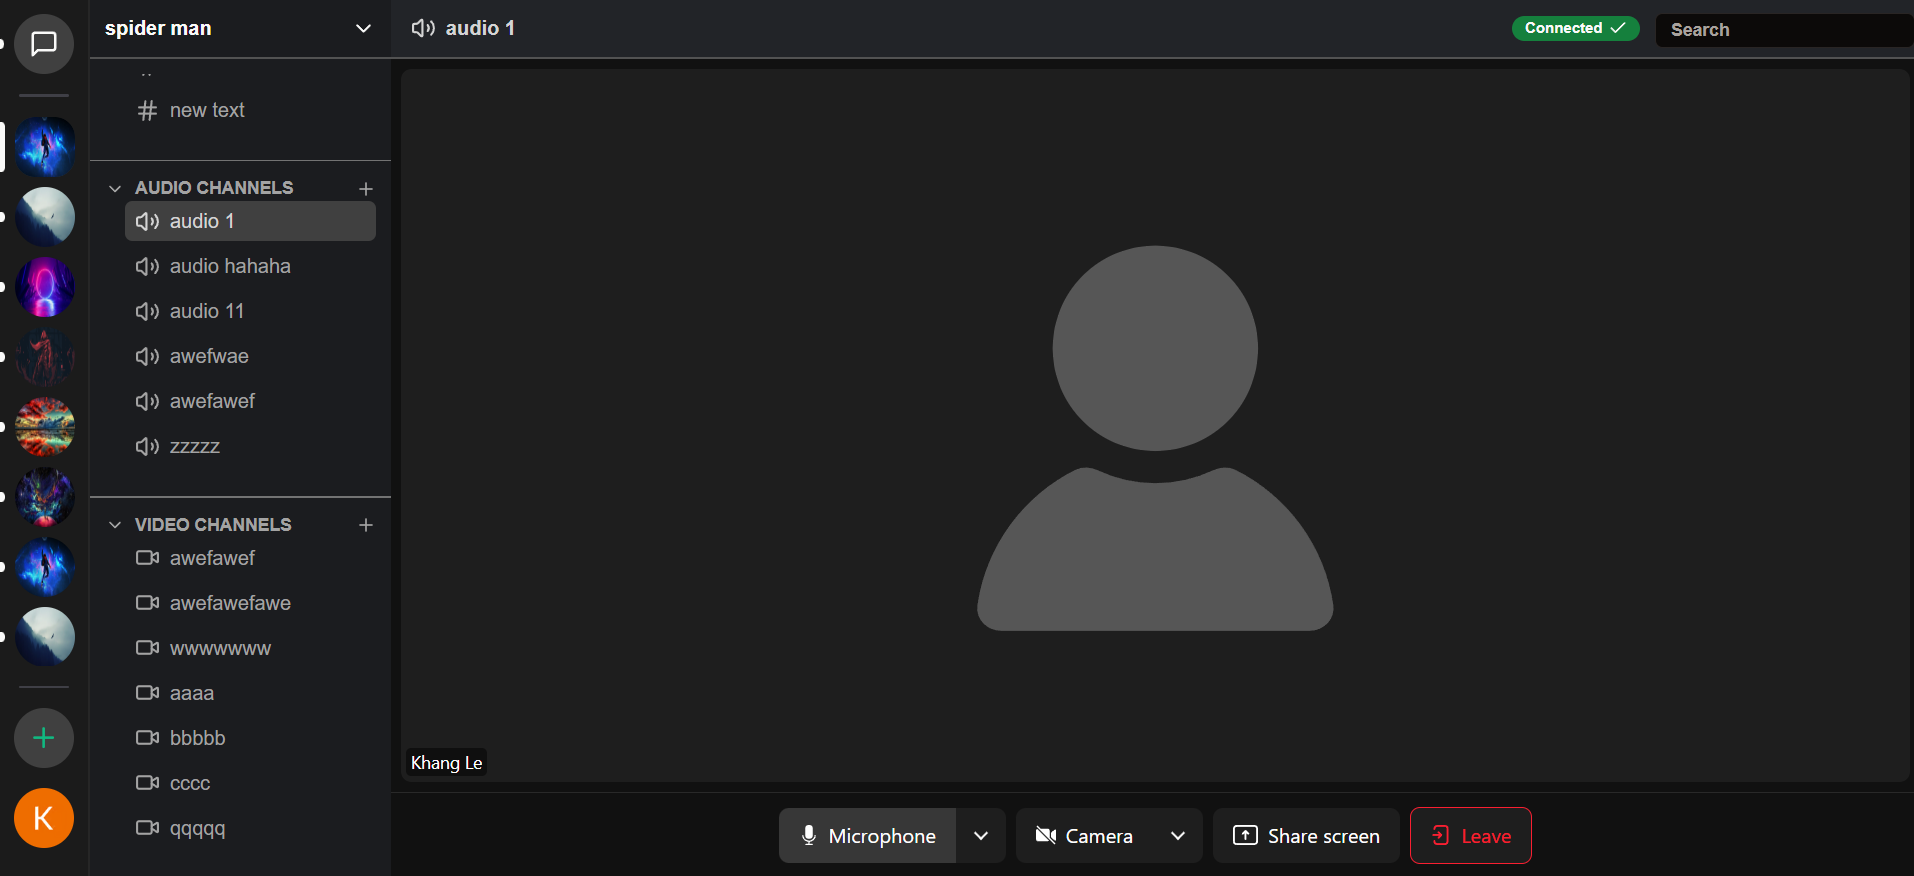 spider man
audio 1
Connected
Search
# new text
AUDIO CHANNELS
audio 1
audio hahaha
audio 11
awefwae
awefawef
zzzzz
VIDEO CHANNELS
awefawef
awefawefawe
wwwwwww
aaaa
bbbbb
cccc
qqqqq
K
Khang Le
Microphone
Camera
Share screen
Leave